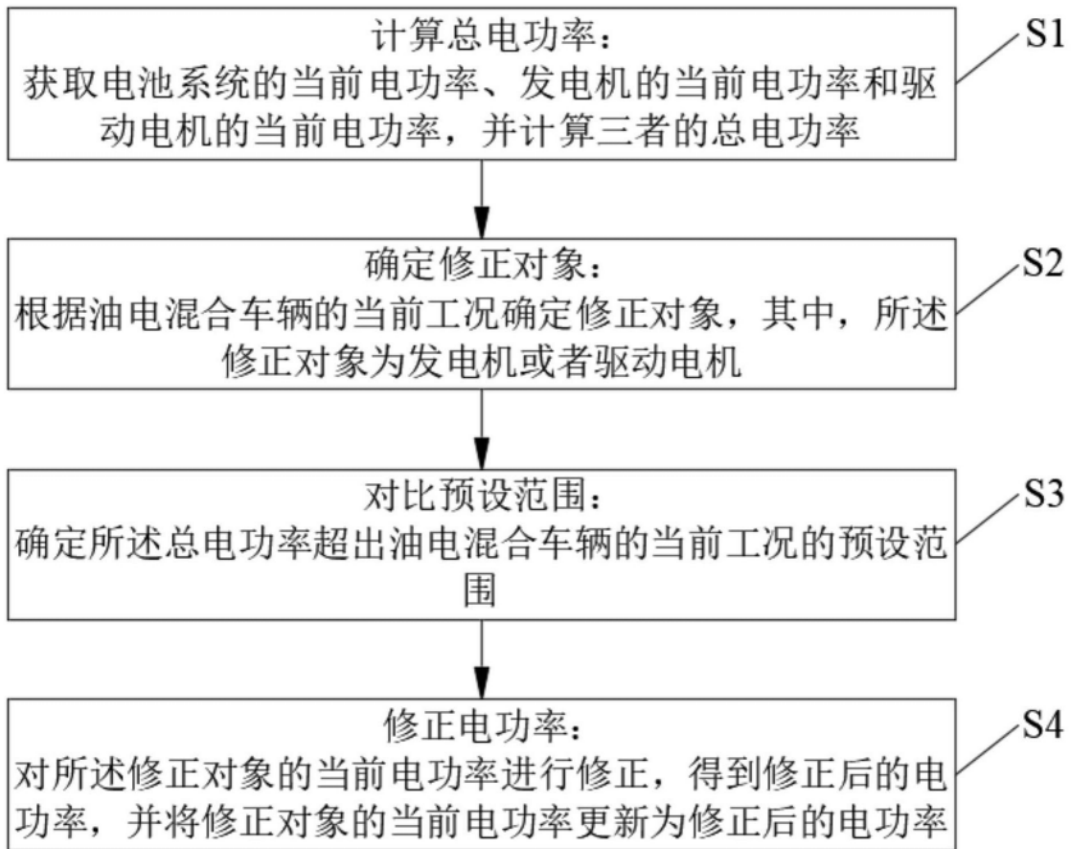 计算总电功率：
S1
获取电池系统的当前电功率、发电机的当前电功率和驱
动电机的当前电功率，并计算三者的总电功率
确定修正对象：
S2
根据油电混合车辆的当前工况确定修正对象，其中，所述
修正对象为发电机或者驱动电机
对比预设范围：
S3
确定所述总电功率超出油电混合车辆的当前工况的预设范
围
修正电功率：
S4
对所述修正对象的当前电功率进行修正，得到修正后的电
功率，并将修正对象的当前电功率更新为修正后的电功率